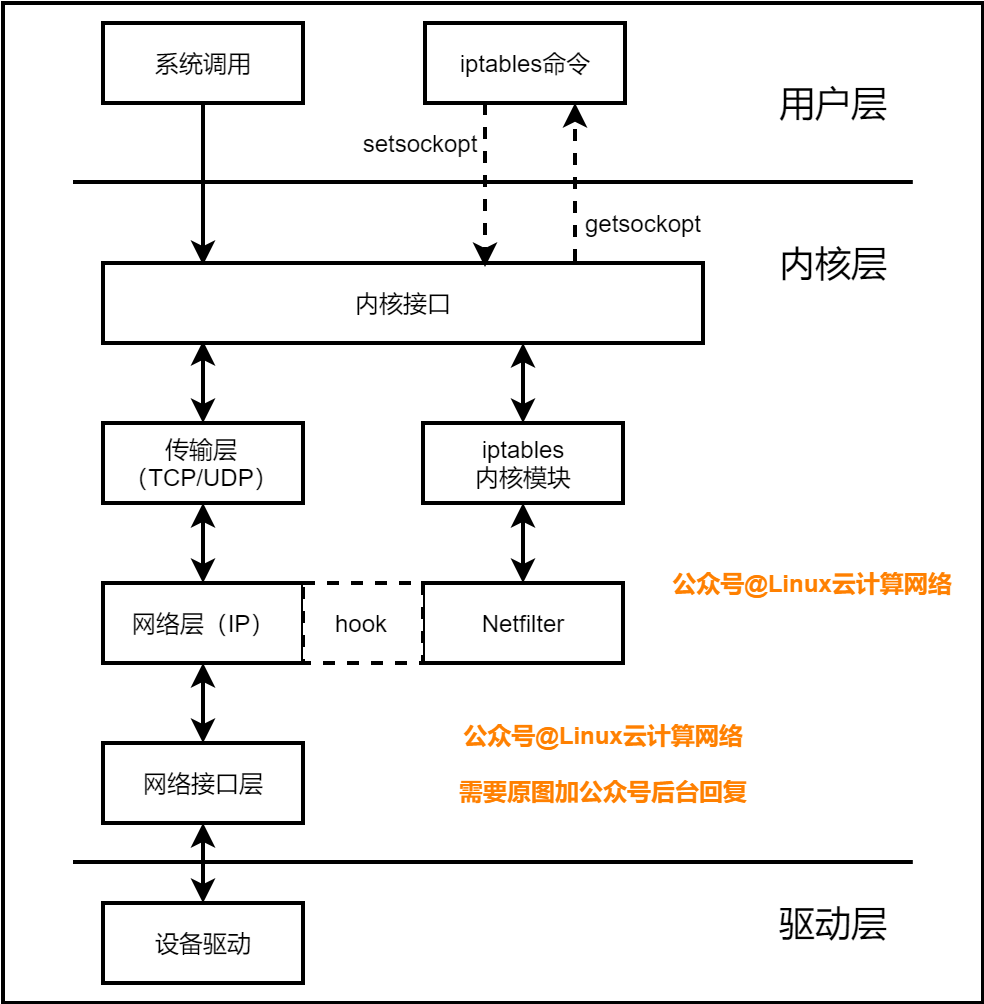 系统调用
iptables命令
用户层
setsockopt
getsockopt
内核层
内核接口
传输层
（TCP/UDP）
iptables
内核模块
公众号@Linux云计算网络
网络层（IP）
hook
Netfilter
公众号@Linux云计算网络
网络接口层
需要原图加公众号后台回复
驱动层
设备驱动